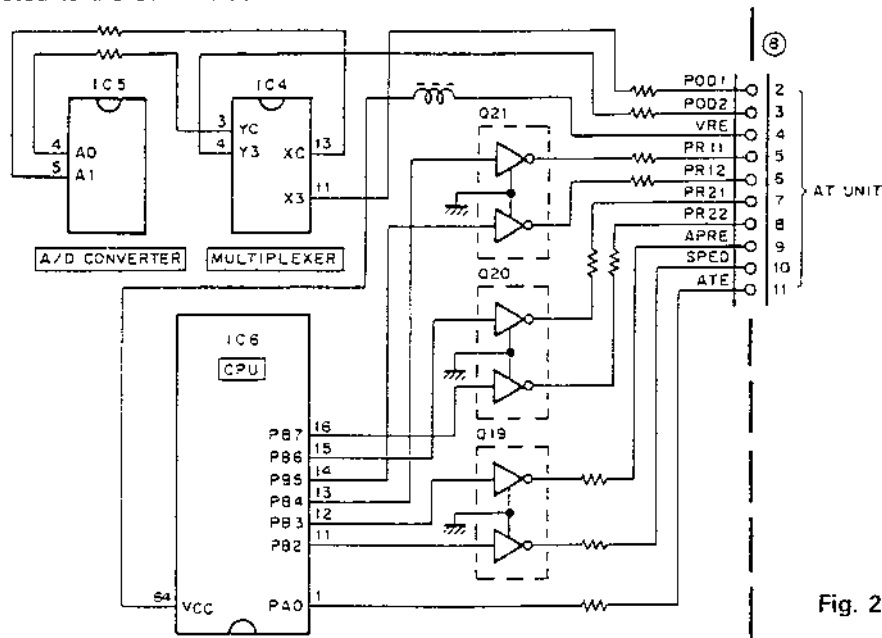 8
POD1
2
POD2
3
VRE
4
PR11
5
PR12
6
PR21
7
PR22
8
APRE
9
SPED
10
ATE
11
AT UNIT
IC5
4 A0
5 A1
A/D CONVERTER
IC4
3 YC
4 Y3
XC 13
X3 11
MULTIPLEXER
Q21
Q20
Q19
IC6
CPU
PB7 16
PB6 15
PB5 14
PB4 13
PB3 12
PB2 11
64 VCC
PA0 1
Fig. 2